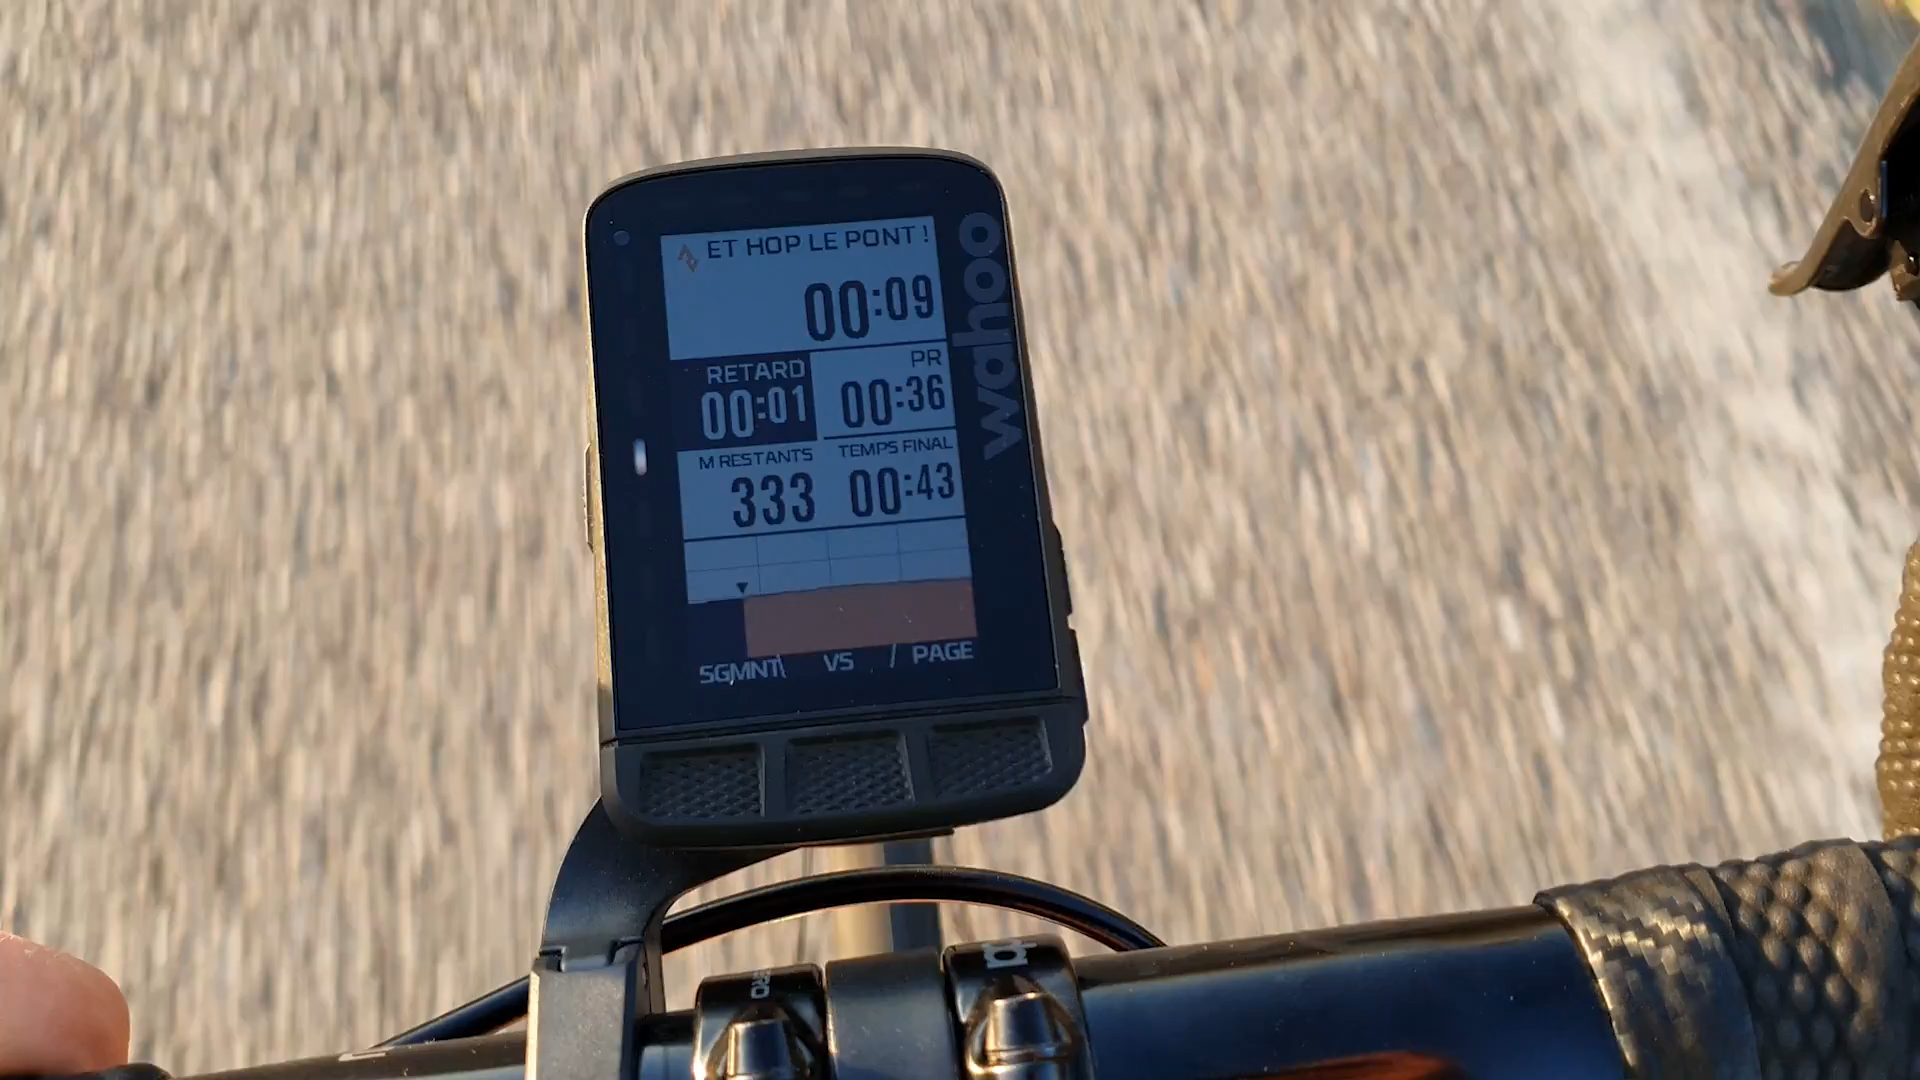 ET HOP LE PONT !
00:09
RETARD
00:01
PR
00:36
M RESTANTS
333
TEMPS FINAL
00:43
SGMNT VS PAGE
wahoo